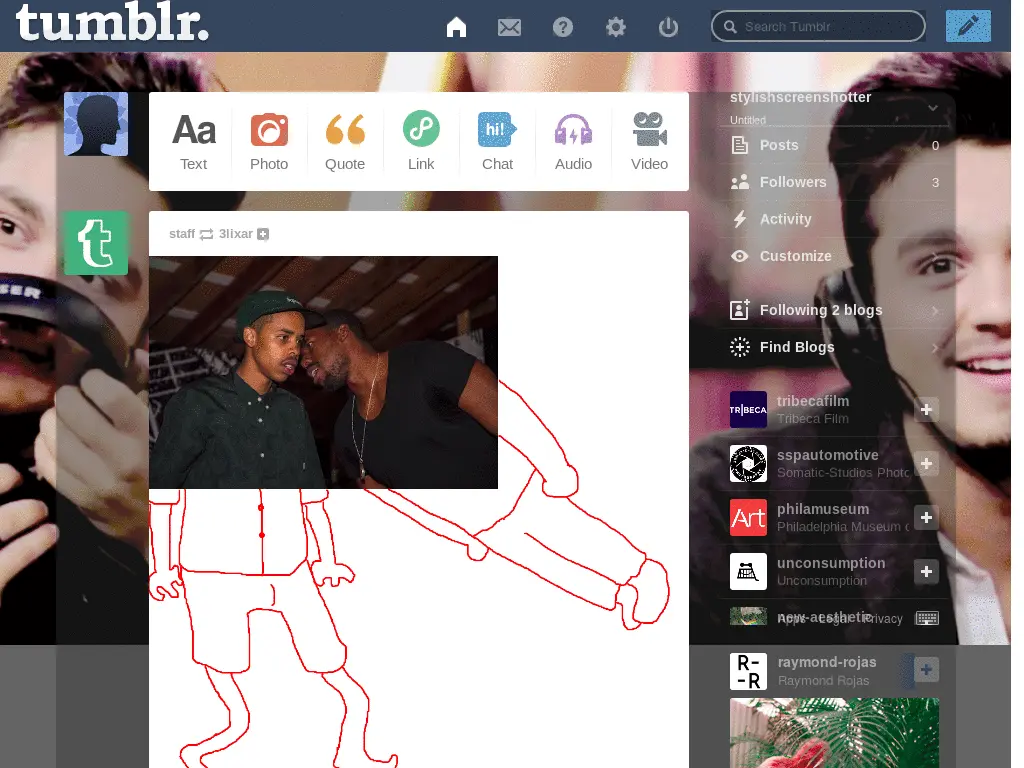 tumblr.
Search Tumblr
Aa
hi!
Text
Photo
Quote
Link
Chat
Audio
Video
t
staff 3lixar
SER
stylishscreenshotter
Untitled
Posts 0
Followers 3
Activity
Customize
Following 2 blogs
Find Blogs
TRIBECA
tribecafilm
Tribeca Film
sspautomotive
Somatic-Studios Photo
Art
philamuseum
Philadelphia Museum o
unconsumption
Unconsumption
new-aesthetic
Apps Legal Privacy
R-
-R
raymond-rojas
Raymond Rojas